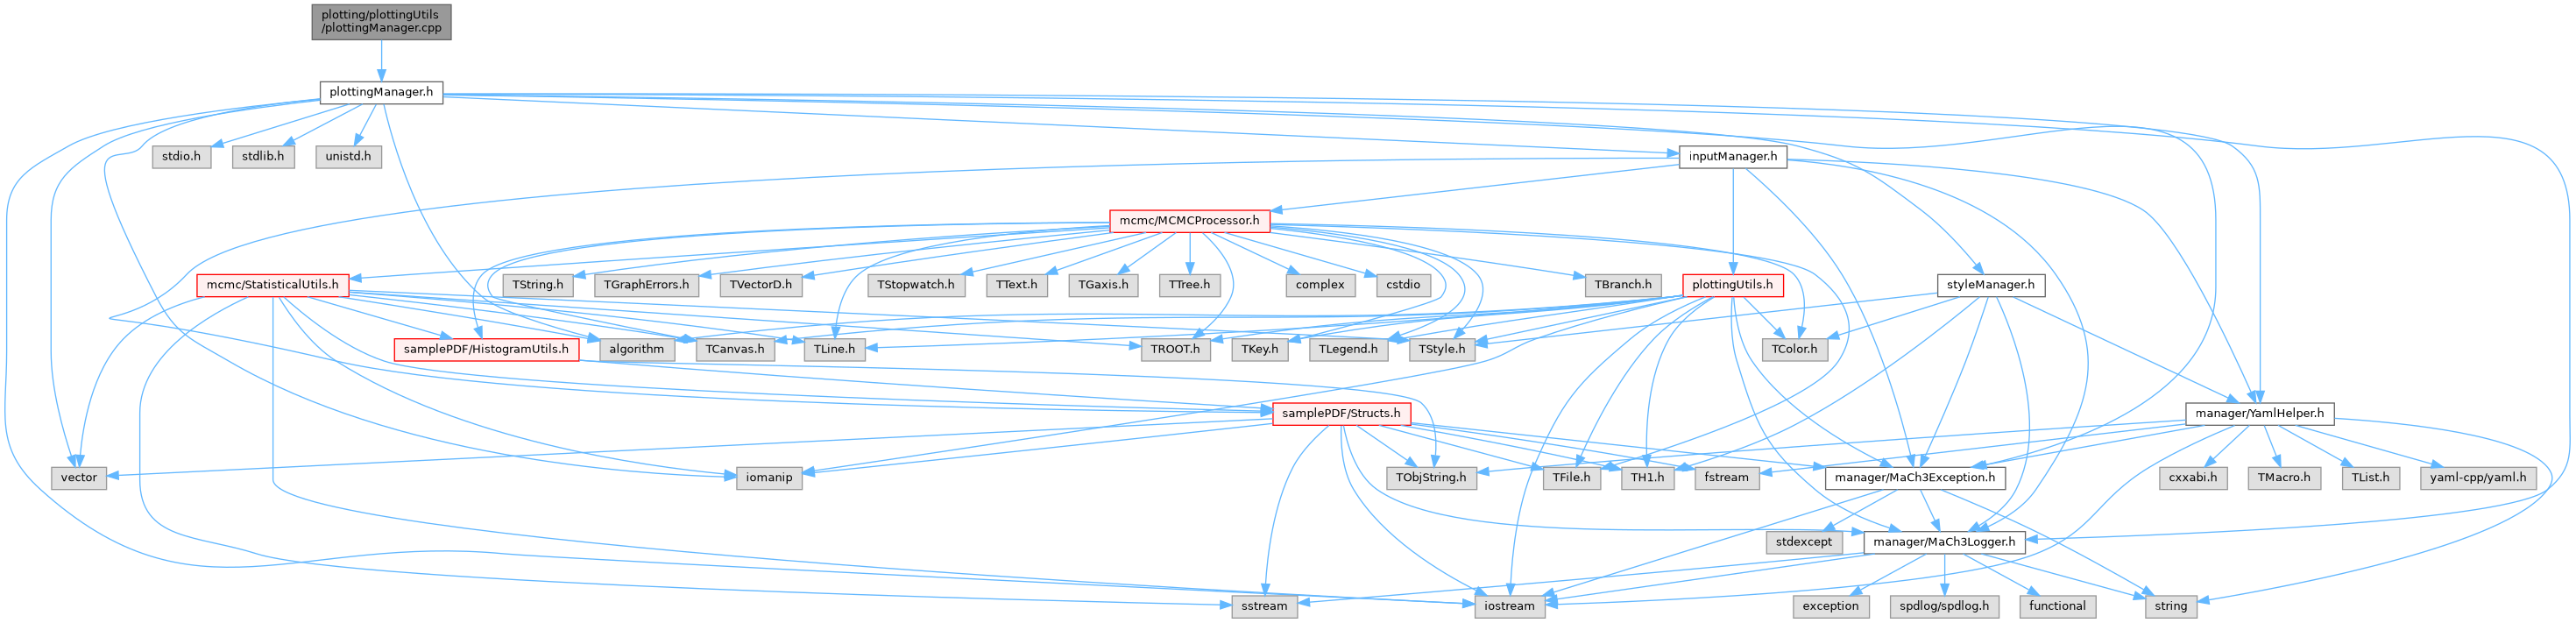 plotting/plottingUtils
/plottingManager.cpp
plottingManager.h
stdio.h
stdlib.h
unistd.h
inputManager.h
mcmc/MCMCProcessor.h
mcmc/StatisticalUtils.h
TString.h
TGraphErrors.h
TVectorD.h
TStopwatch.h
TText.h
TGaxis.h
TTree.h
complex
cstdio
TBranch.h
plottingUtils.h
styleManager.h
samplePDF/HistogramUtils.h
algorithm
TCanvas.h
TLine.h
TROOT.h
TKey.h
TLegend.h
TStyle.h
TColor.h
samplePDF/Structs.h
manager/YamlHelper.h
vector
iomanip
TObjString.h
TFile.h
TH1.h
fstream
manager/MaCh3Exception.h
cxxabi.h
TMacro.h
TList.h
yaml-cpp/yaml.h
stdexcept
manager/MaCh3Logger.h
sstream
iostream
exception
spdlog/spdlog.h
functional
string